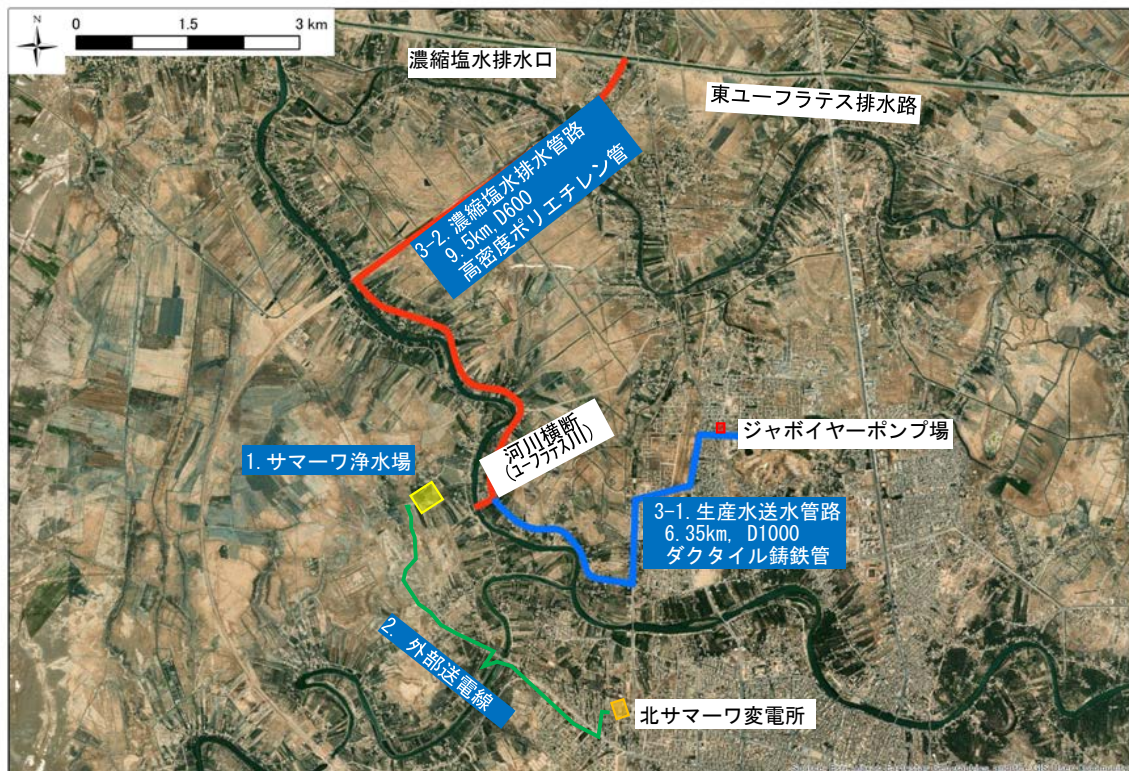 N
0 1.5 3 km
濃縮塩水排水口
東ユーフラテス排水路
3-2. 濃縮塩水排水管路
9.5km, D600
高密度ポリエチレン管
河川横断
(ユーフラテス川)
ジャボイヤーポンプ場
1. サマーワ浄水場
3-1. 生産水送水管路
6.35km, D1000
ダクタイル鋳鉄管
2. 外部送電線
北サマーワ変電所